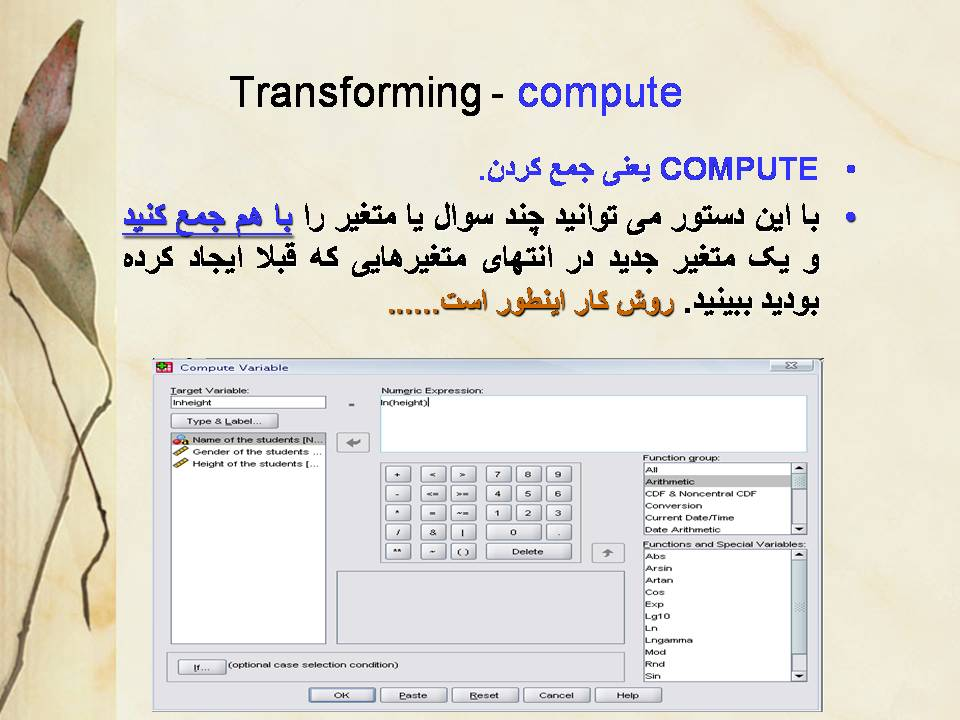 Transforming - compute
• COMPUTE یعنی جمع کردن.
• با این دستور می توانید چند سوال یا متغیر را با هم جمع کنید
و یک متغیر جدید در انتهای متغیرهایی که قبلا ایجاد کرده
بودید ببینید. روش کار اینطور است......
Compute Variable
Target Variable:
lnheight
Type & Label...
Name of the students [N...
Gender of the students ...
Height of the students [...
=
Numeric Expression:
ln(height)
+ < > 7 8 9
- <= >= 4 5 6
* = ~= 1 2 3
/ & | 0 .
** ~ ( ) Delete
Function group:
All
Arithmetic
CDF & Noncentral CDF
Conversion
Current Date/Time
Date Arithmetic
Functions and Special Variables:
Abs
Arsin
Artan
Cos
Exp
Lg10
Ln
Lngamma
Mod
Rnd
Sin
If... (optional case selection condition)
OK Paste Reset Cancel Help